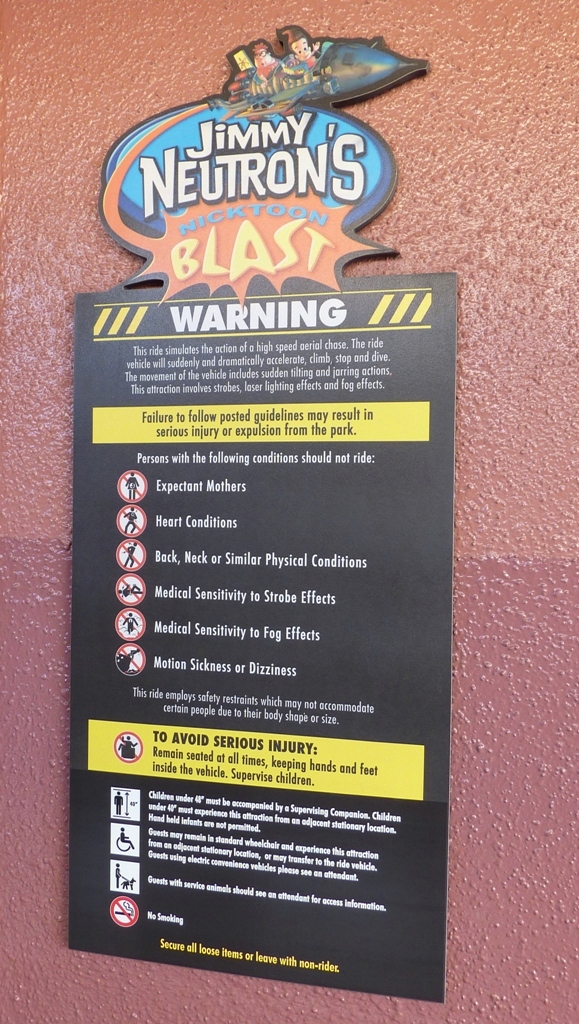 JIMMY
NEUTRON'S
NICKTOON
BLAST
WARNING
This ride simulates the action of a high speed aerial chase. The ride
vehicle will suddenly and dramatically accelerate, climb, stop and dive.
The movement of the vehicle includes sudden tilting and jarring actions.
This attraction involves strobes, laser lighting effects and fog effects.
Failure to follow posted guidelines may result in
serious injury or expulsion from the park.
Persons with the following conditions should not ride:
Expectant Mothers
Heart Conditions
Back, Neck or Similar Physical Conditions
Medical Sensitivity to Strobe Effects
Medical Sensitivity to Fog Effects
Motion Sickness or Dizziness
This ride employs safety restraints which may not accommodate
certain people due to their body shape or size.
TO AVOID SERIOUS INJURY:
Remain seated at all times, keeping hands and feet
inside the vehicle. Supervise children.
40"
Children under 48" must be accompanied by a Supervising Companion. Children
under 40" must experience this attraction from an adjacent stationary location.
Hand held infants are not permitted.
Guests may remain in standard wheelchair and experience this attraction
from an adjacent stationary location, or may transfer to the ride vehicle.
Guests using electric convenience vehicles please see an attendant.
Guests with service animals should see an attendant for access information.
No Smoking
Secure all loose items or leave with non-rider.